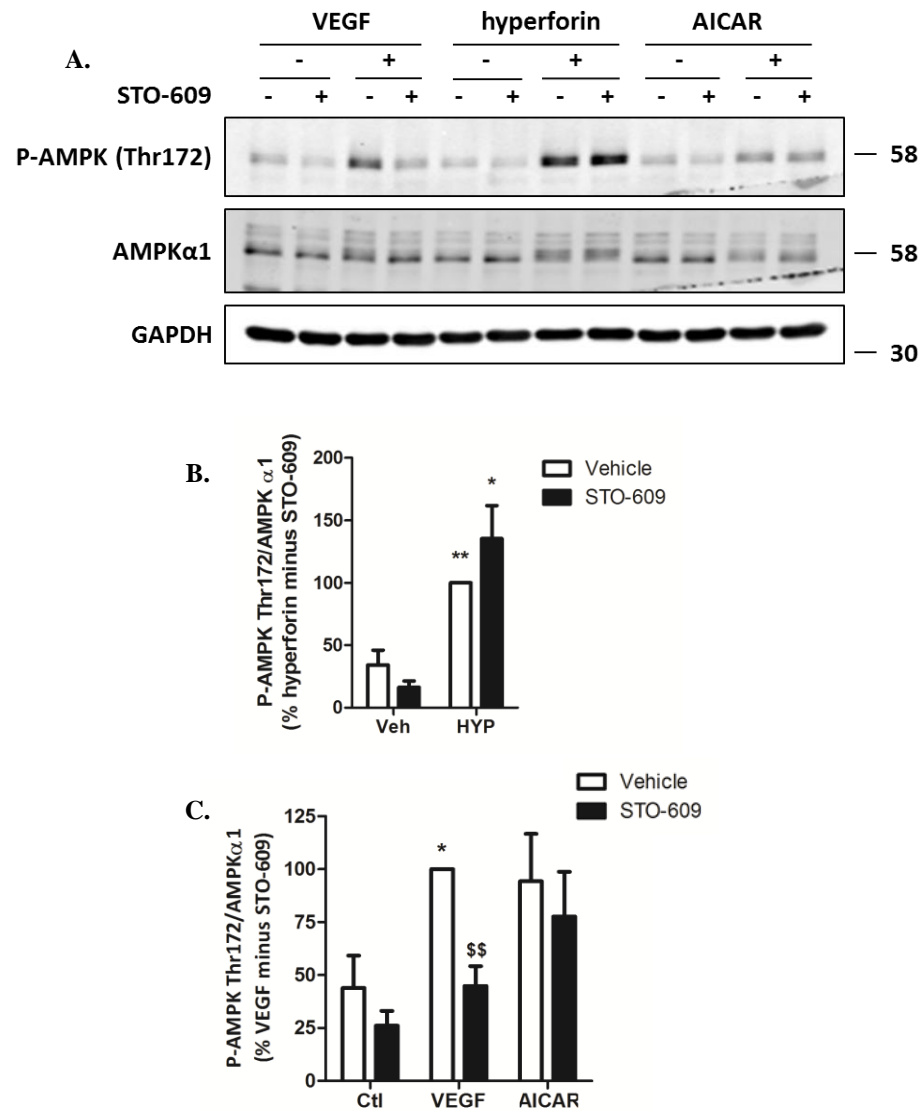 VEGF hyperforin AICAR
A. - + - + - +
STO-609 - + - + - + - + - + - +
P-AMPK (Thr172) 58
AMPKα1 58
GAPDH
30
B.
P-AMPK Thr172/AMPK α1
(% hyperforin minus STO-609)
200
150
100
50
0
** *
Veh HYP
Vehicle
STO-609
C.
P-AMPK Thr172/AMPKα1
(% VEGF minus STO-609)
125
100
75
50
25
0
*
$$
Ctl VEGF AICAR
Vehicle
STO-609